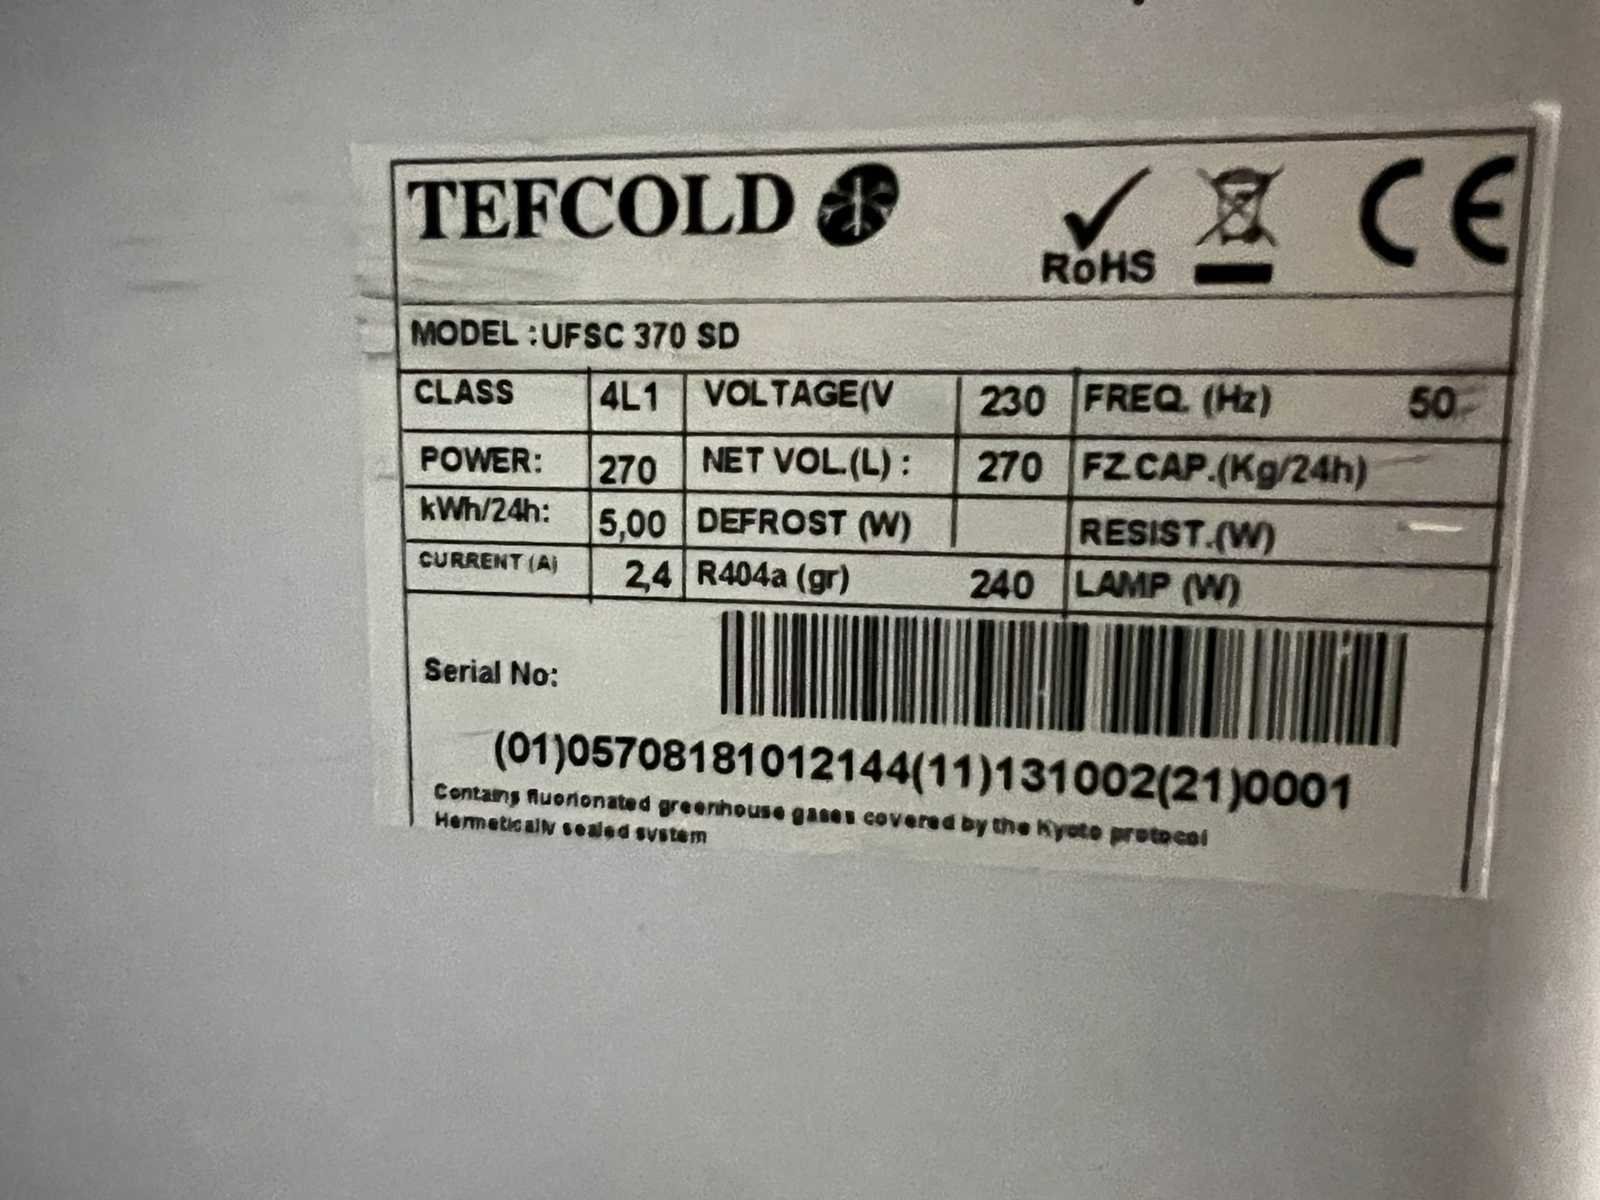 TEFCOLD
RoHS
CE
MODEL :UFSC 370 SD
CLASS 4L1 VOLTAGE(V 230 FREQ. (Hz) 50
POWER: 270 NET VOL.(L) : 270 FZ.CAP.(Kg/24h)
kWh/24h: 5,00 DEFROST (W) RESIST.(W)
CURRENT (A) 2,4 R404a (gr) 240 LAMP (W)
Serial No:
(01)05708181012144(11)131002(21)0001
Contains fluorionated greenhouse gases covered by the Kyoto protocol
Hermetically sealed system